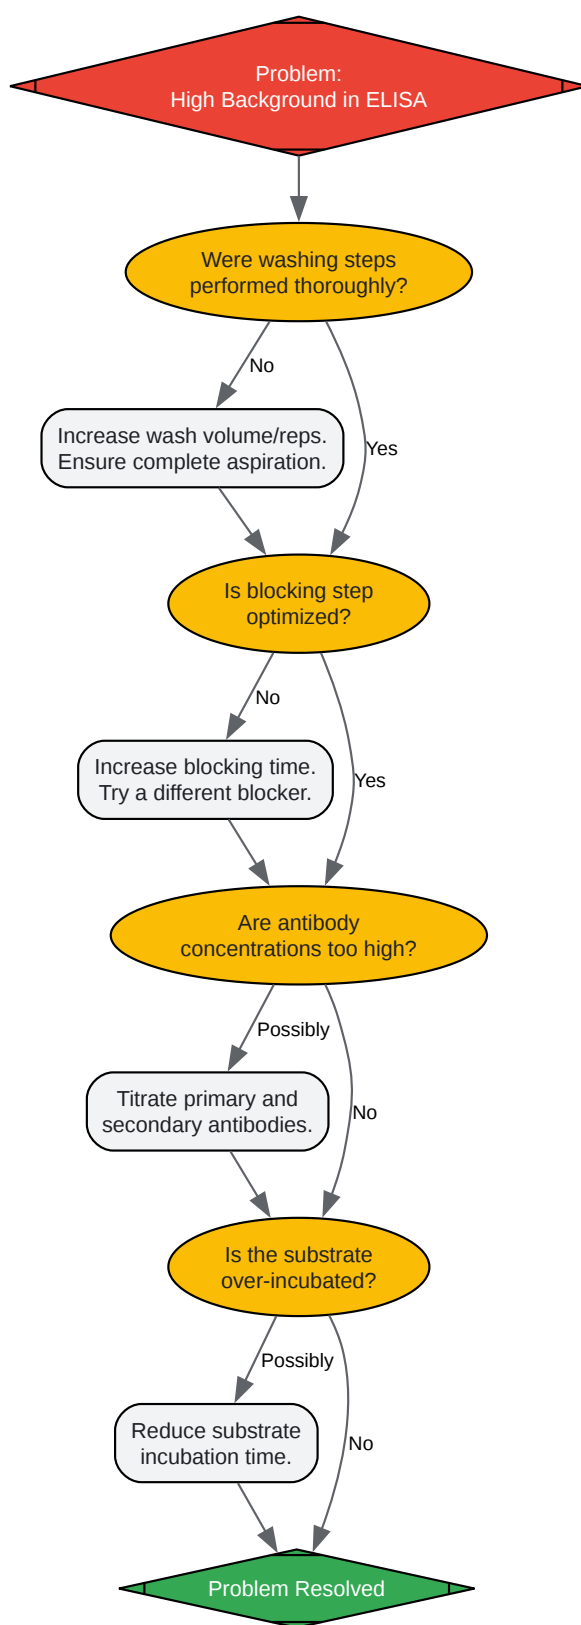 Problem:
High Background in ELISA
Were washing steps
performed thoroughly?
No
Increase wash volume/reps.
Ensure complete aspiration.
Yes
Is blocking step
optimized?
No
Increase blocking time.
Try a different blocker.
Yes
Are antibody
concentrations too high?
Possibly
Titrate primary and
secondary antibodies.
No
Is the substrate
over-incubated?
Possibly
Reduce substrate
incubation time.
No
Problem Resolved